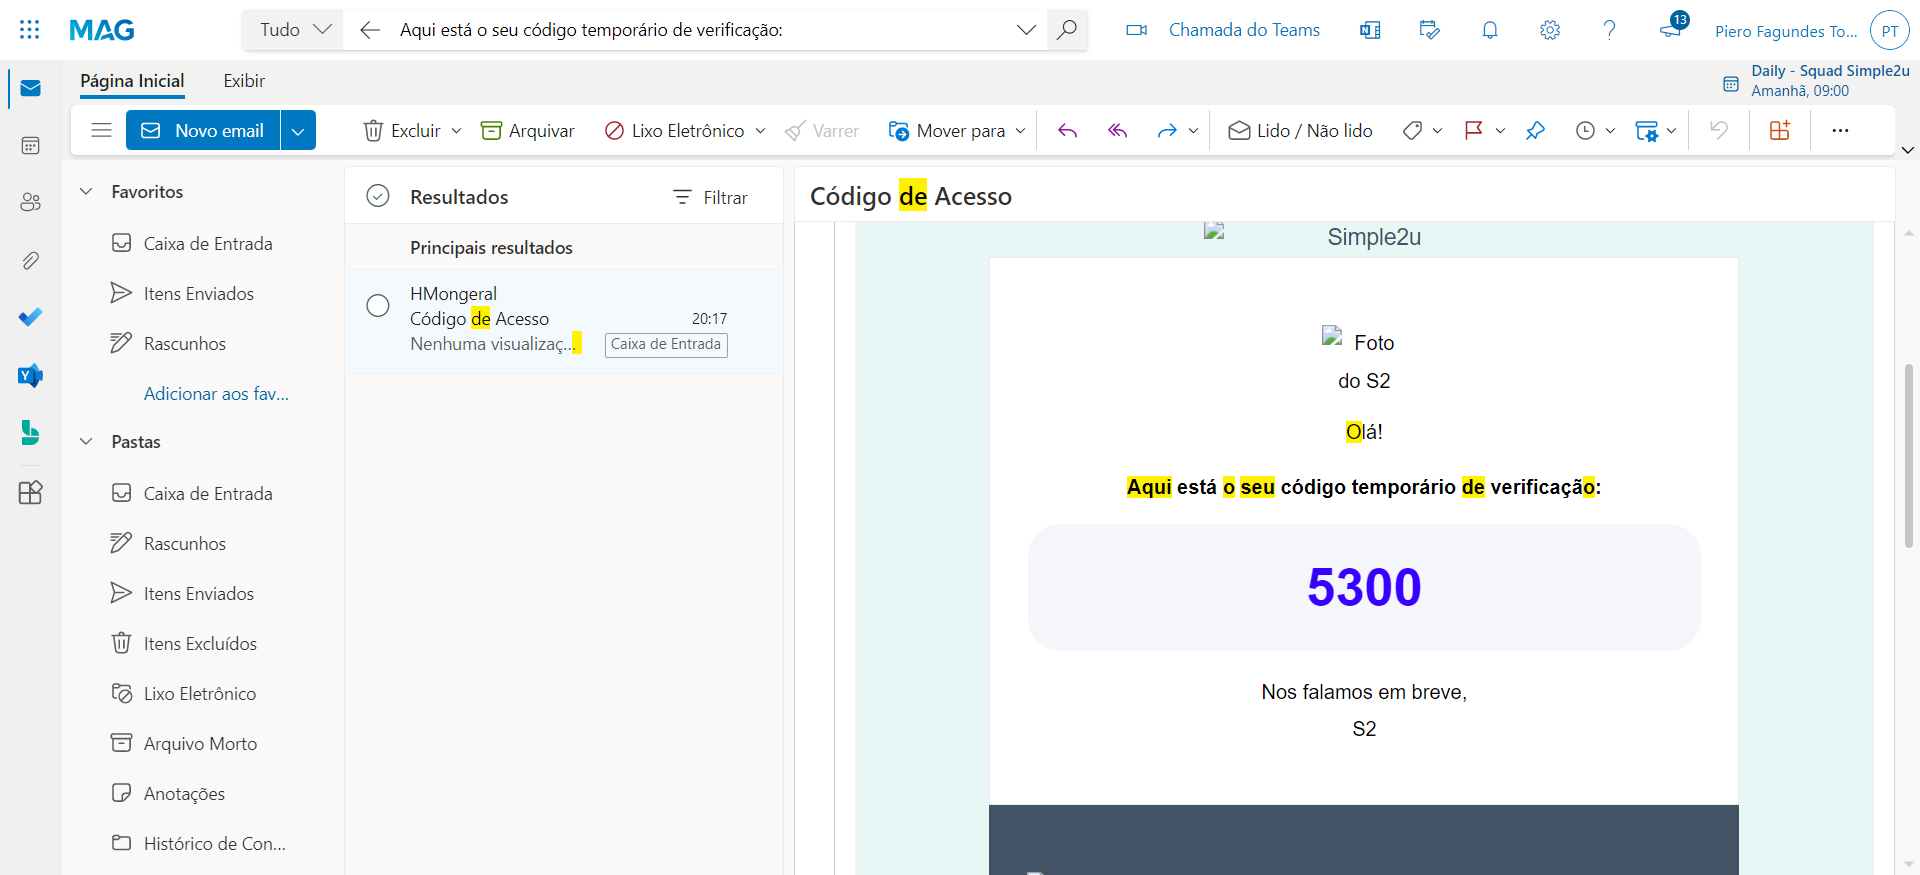 MAG
Tudo
Aqui está o seu código temporário de verificação:
Chamada do Teams
13
Piero Fagundes To...
PT
Página Inicial
Exibir
Daily - Squad Simple2u
Amanhã, 09:00
Novo email
Excluir
Arquivar
Lixo Eletrônico
Varrer
Mover para
Lido / Não lido
Favoritos
Caixa de Entrada
Itens Enviados
Rascunhos
Adicionar aos fav...
Pastas
Caixa de Entrada
Rascunhos
Itens Enviados
Itens Excluídos
Lixo Eletrônico
Arquivo Morto
Anotações
Histórico de Con...
Resultados
Filtrar
Principais resultados
HMongeral
Código de Acesso
20:17
Nenhuma visualizaç...
Caixa de Entrada
Código de Acesso
Simple2u
Foto
do S2
Olá!
Aqui está o seu código temporário de verificação:
5300
Nos falamos em breve,
S2